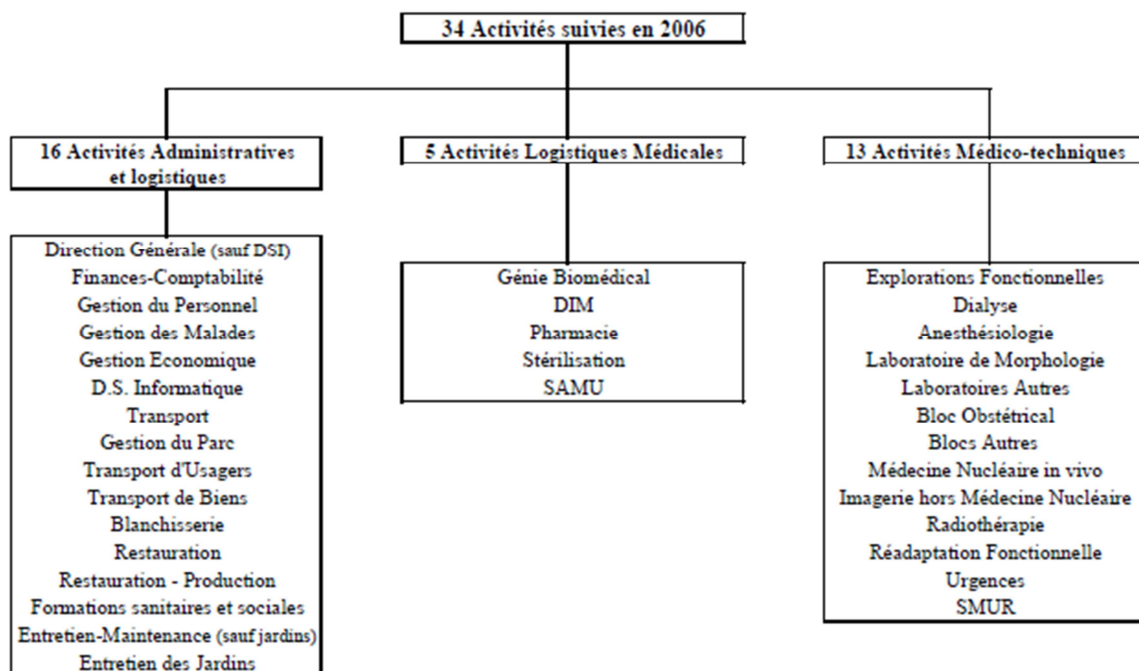 34 Activités suivies en 2006
16 Activités Administratives
et logistiques
Direction Générale (sauf DSI)
Finances-Comptabilité
Gestion du Personnel
Gestion des Malades
Gestion Economique
D.S. Informatique
Transport
Gestion du Parc
Transport d'Usagers
Transport de Biens
Blanchisserie
Restauration
Restauration - Production
Formations sanitaires et sociales
Entretien-Maintenance (sauf jardins)
Entretien des Jardins
5 Activités Logistiques Médicales
Génie Biomédical
DIM
Pharmacie
Stérilisation
SAMU
13 Activités Médico-techniques
Explorations Fonctionnelles
Dialyse
Anesthésiologie
Laboratoire de Morphologie
Laboratoires Autres
Bloc Obstétrical
Blocs Autres
Médecine Nucléaire in vivo
Imagerie hors Médecine Nucléaire
Radiothérapie
Réadaptation Fonctionnelle
Urgences
SMUR